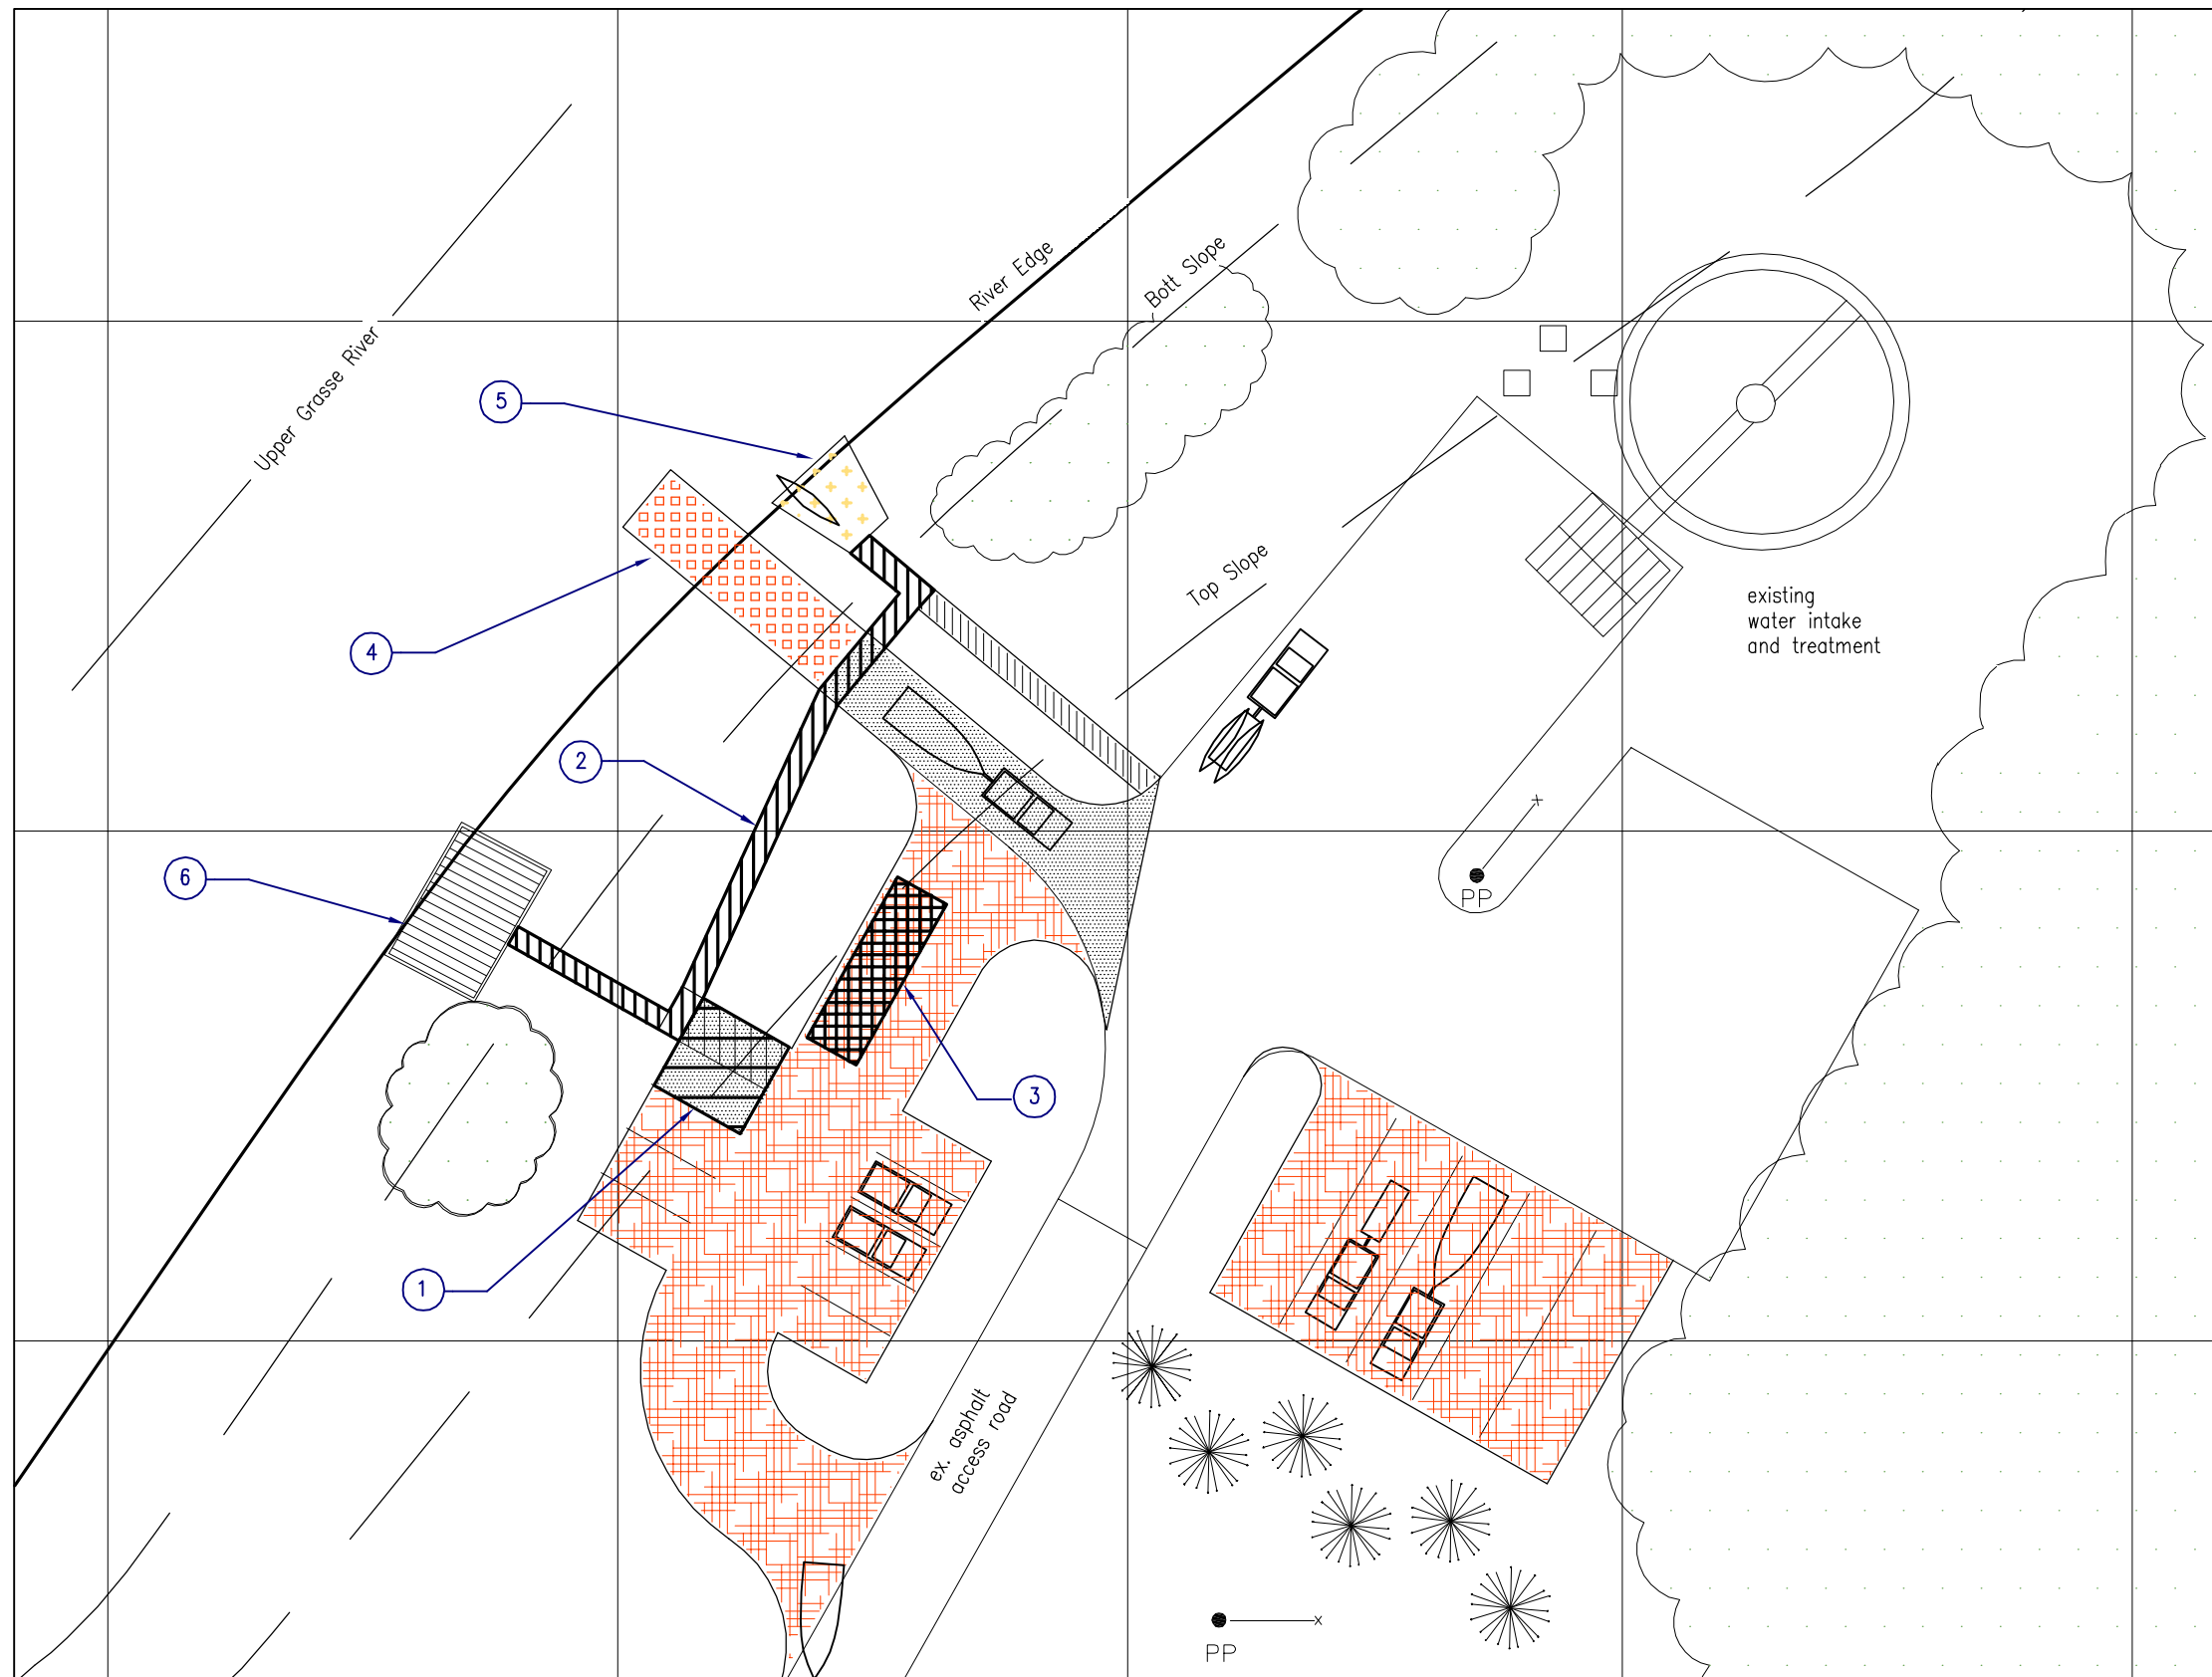 River Edge
Bott Slope
Upper Grasse River
5
Top Slope
existing
water intake
and treatment
4
2
6
PP
3
1
ex. asphalt
access road
PP